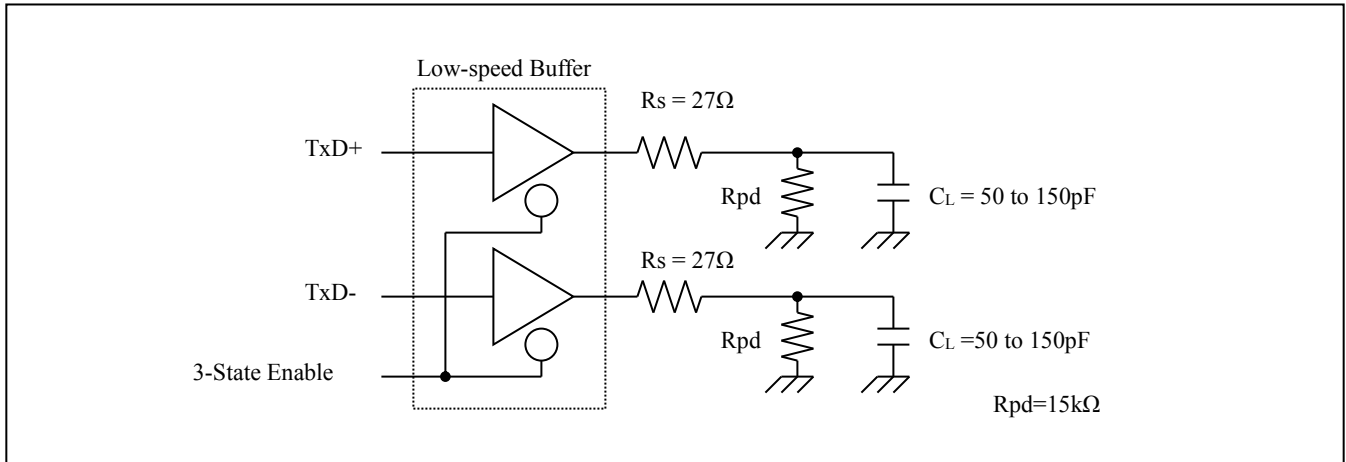 Low-speed Buffer
Rs = 27Ω
TxD+
Rpd
CL = 50 to 150pF
Rs = 27Ω
TxD-
Rpd
CL =50 to 150pF
3-State Enable
Rpd=15kΩ